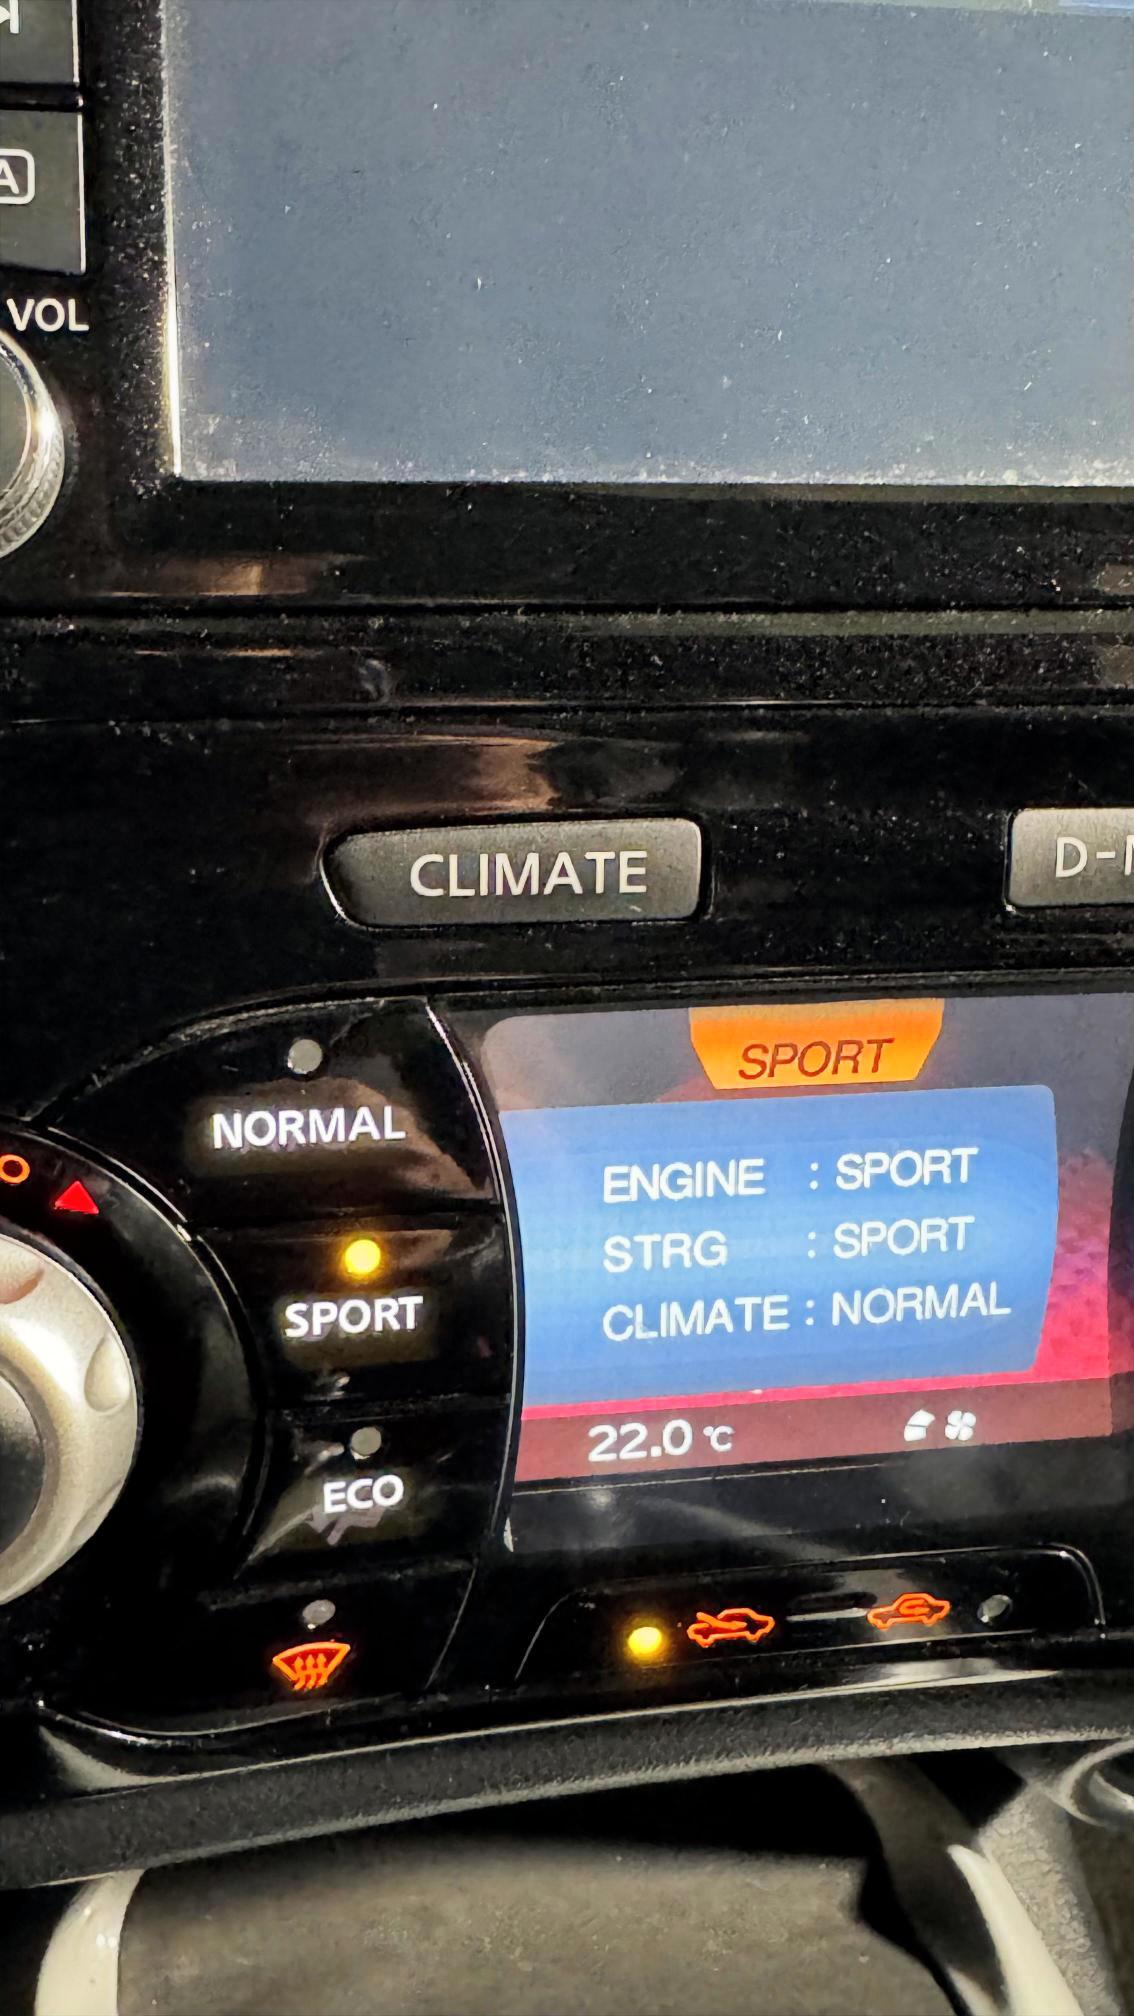 A
VOL
CLIMATE
D-
NORMAL
SPORT
ECO
SPORT
ENGINE : SPORT
STRG : SPORT
CLIMATE : NORMAL
22.0 °C